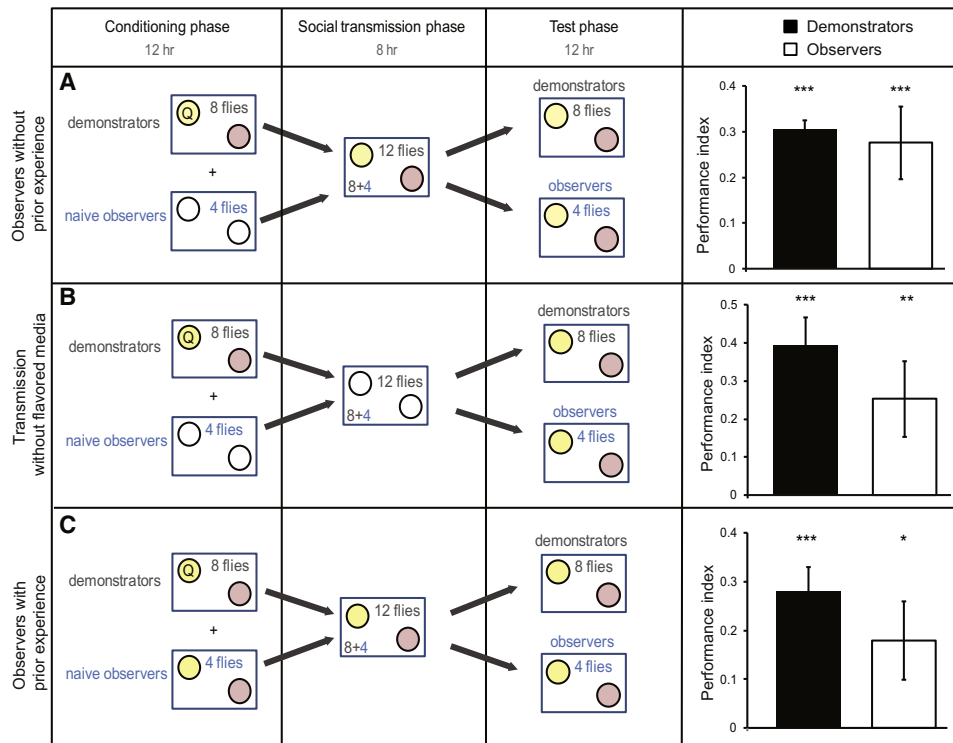 Conditioning phase
12 hr
Social transmission phase
8 hr
Test phase
12 hr
Demonstrators
Observers
Observers without
prior experience
A
demonstrators
Q
8 flies
+
naive observers
4 flies
12 flies
8+4
demonstrators
8 flies
observers
4 flies
Performance index
0.4
0.3
0.2
0.1
0
***
***
Transmission
without flavored media
B
demonstrators
Q
8 flies
+
naive observers
4 flies
12 flies
8+4
demonstrators
8 flies
observers
4 flies
Performance index
0.5
0.4
0.3
0.2
0.1
0
***
**
Observers with
prior experience
C
demonstrators
Q
8 flies
+
naive observers
4 flies
12 flies
8+4
demonstrators
8 flies
observers
4 flies
Performance index
0.4
0.3
0.2
0.1
0
***
*